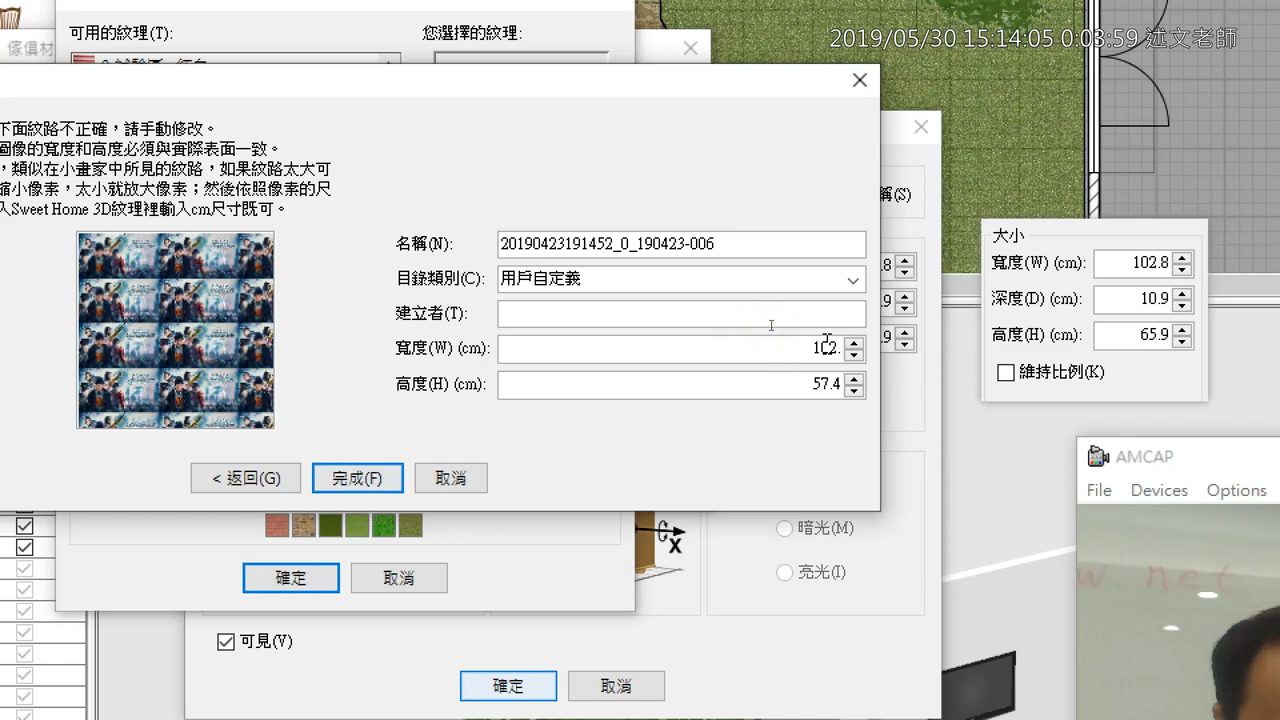 可用的紋理(T):
您選擇的紋理:
2019/05/30 15:14:05 0:03:59 述文老師
傢俱材
下面紋路不正確，請手動修改。
圖像的寬度和高度必須與實際表面一致。
，類似在小畫家中所見的紋路，如果紋路太大可
縮小像素，太小就放大像素；然後依照像素的尺
入Sweet Home 3D紋理裡輸入cm尺寸既可。
名稱(N):
20190423191452_0_190423-006
目錄類別(C):
用戶自定義
建立者(T):
寬度(W) (cm):
102.
高度(H) (cm):
57.4
< 返回(G)
完成(F)
取消
稱(S)
.8
.9
.9
大小
寬度(W) (cm):
102.8
深度(D) (cm):
10.9
高度(H) (cm):
65.9
維持比例(K)
AMCAP
File Devices Options
X
暗光(M)
亮光(I)
確定
取消
可見(V)
確定
取消
w.net